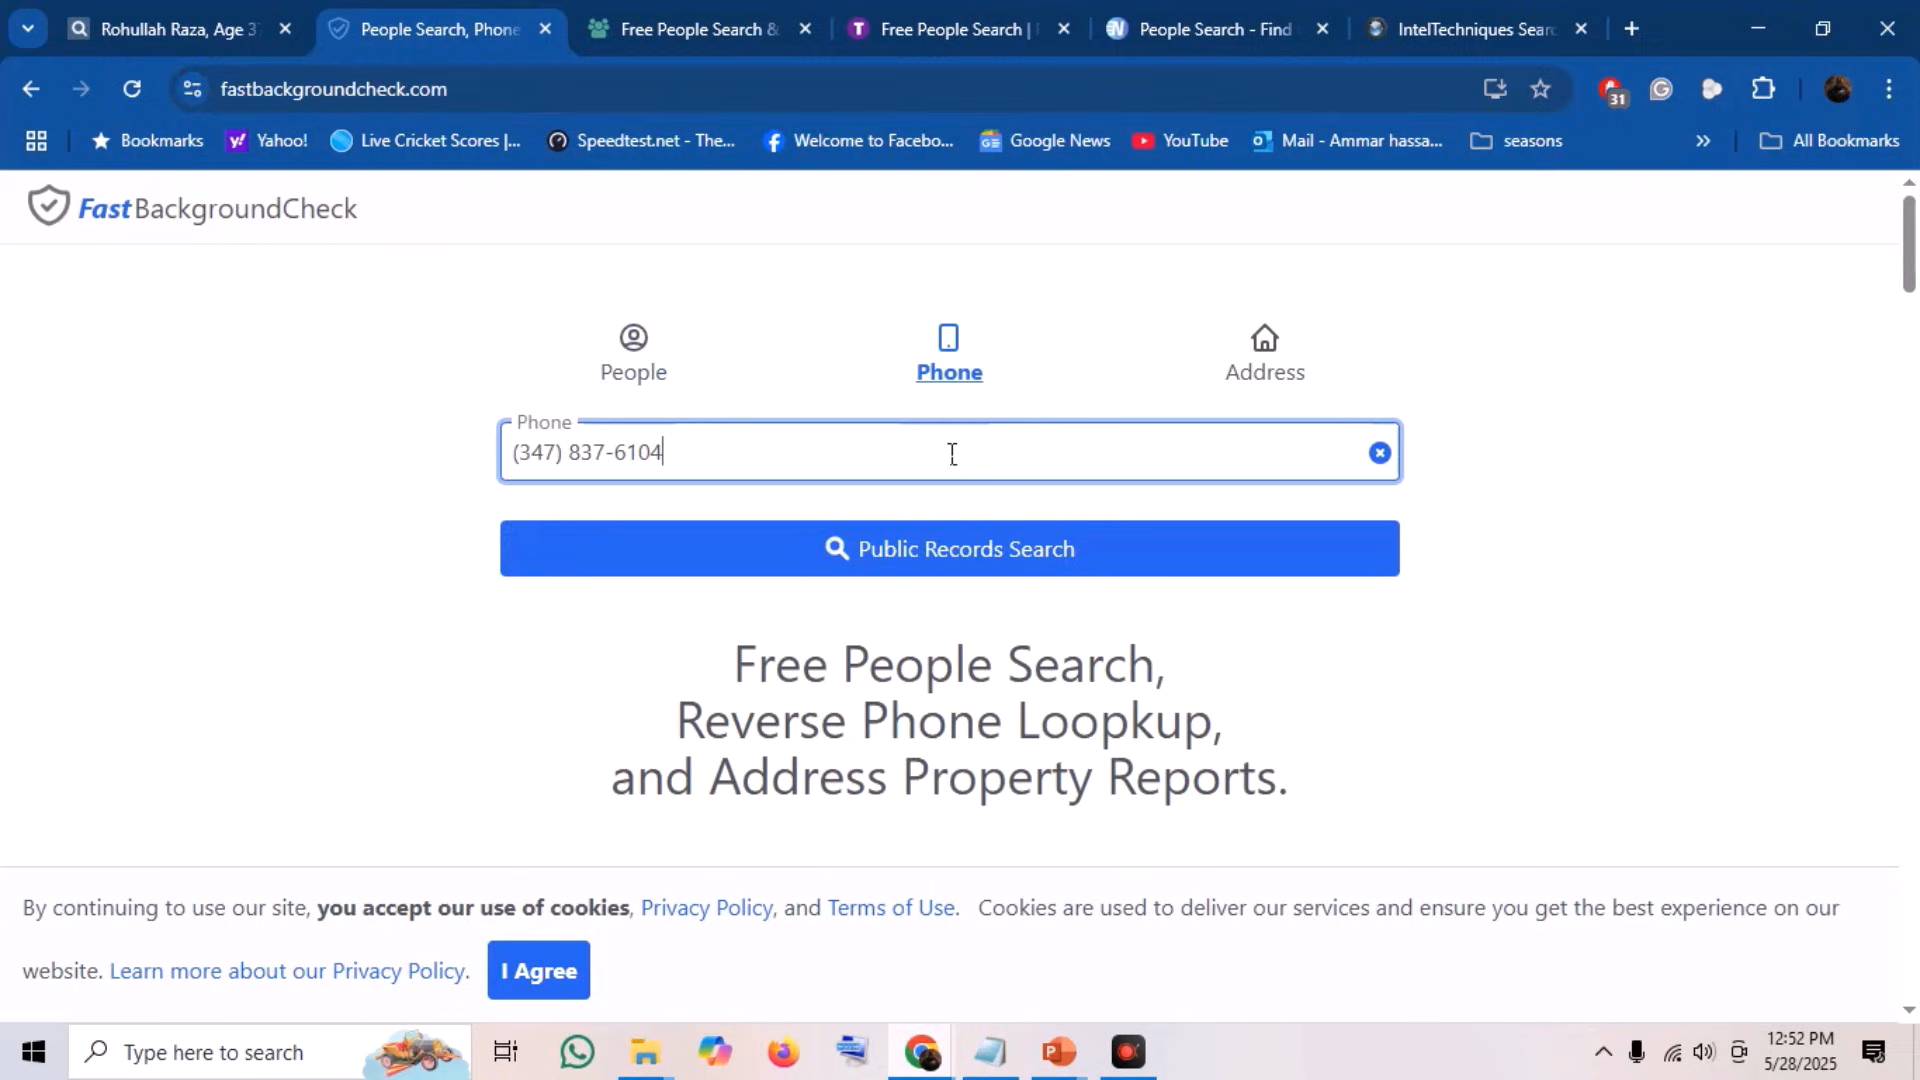 Rohullah Raza, Age 3
People Search, Phone
Free People Search &
T
Free People Search |
People Search - Find
IntelTechniques Sear
fastbackgroundcheck.com
31
Bookmarks
Yahoo!
Live Cricket Scores |...
Speedtest.net - The...
Welcome to Facebo...
Google News
YouTube
Mail - Ammar hassa...
seasons
»
All Bookmarks
FastBackgroundCheck
People
Phone
Address
Phone
(347) 837-6104
Public Records Search
Free People Search,
Reverse Phone Loopkup,
and Address Property Reports.
By continuing to use our site, you accept our use of cookies, Privacy Policy, and Terms of Use. Cookies are used to deliver our services and ensure you get the best experience on our
website. Learn more about our Privacy Policy. I Agree
Type here to search
12:52 PM
5/28/2025